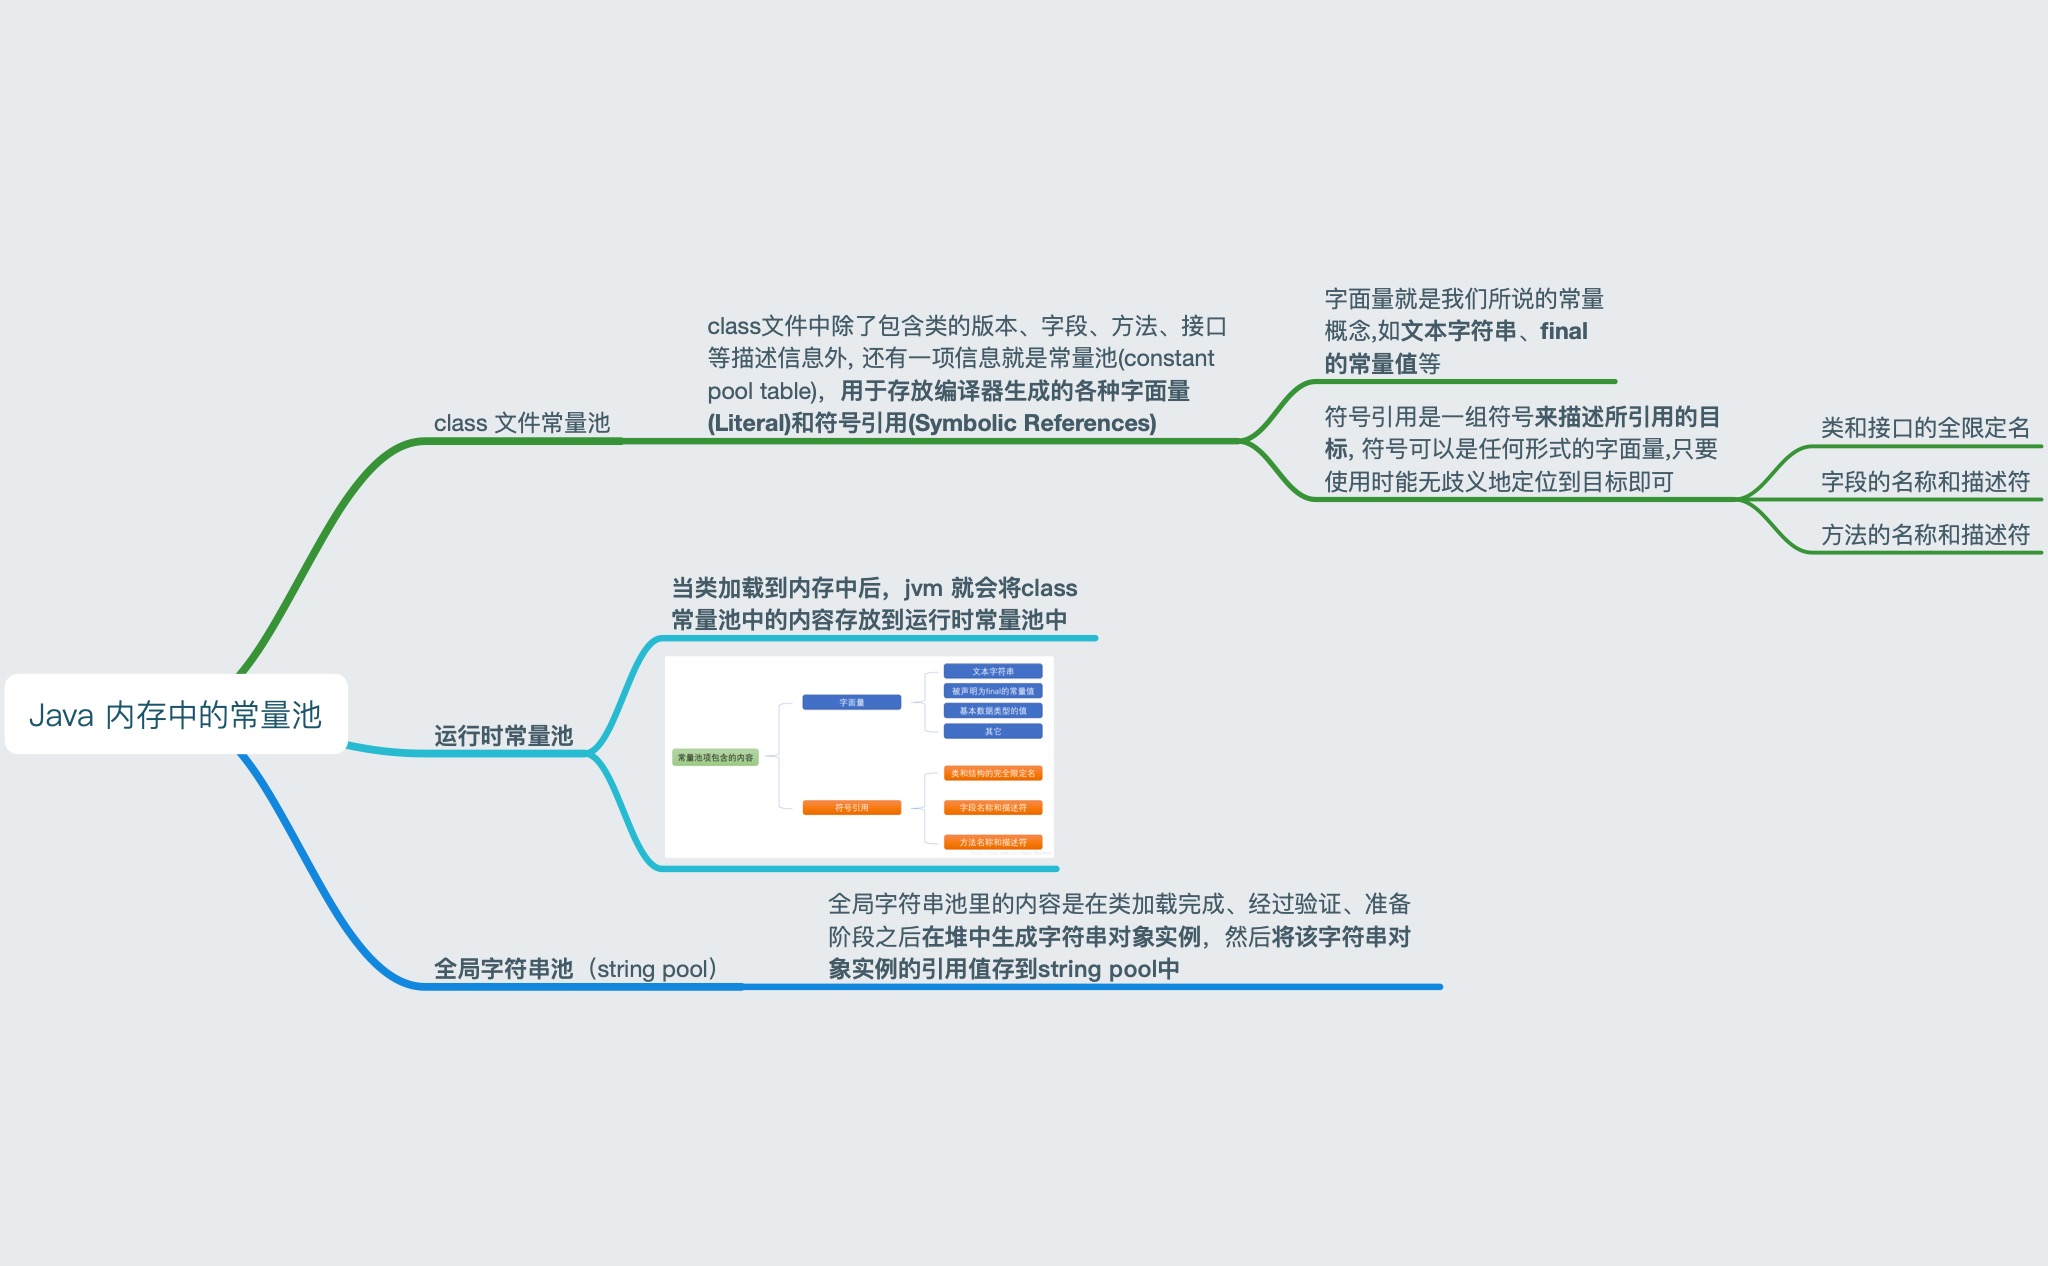 Java 内存中的常量池
class 文件常量池
class文件中除了包含类的版本、字段、方法、接口
等描述信息外, 还有一项信息就是常量池(constant
pool table)，用于存放编译器生成的各种字面量
(Literal)和符号引用(Symbolic References)
字面量就是我们所说的常量
概念,如文本字符串、final
的常量值等
符号引用是一组符号来描述所引用的目
标, 符号可以是任何形式的字面量,只要
使用时能无歧义地定位到目标即可
类和接口的全限定名
字段的名称和描述符
方法的名称和描述符
运行时常量池
当类加载到内存中后，jvm 就会将class
常量池中的内容存放到运行时常量池中
常量池项包含的内容
字面量
文本字符串
被声明为final的常量值
基本数据类型的值
其它
符号引用
类和结构的完全限定名
字段名称和描述符
方法名称和描述符
全局字符串池（string pool）
全局字符串池里的内容是在类加载完成、经过验证、准备
阶段之后在堆中生成字符串对象实例，然后将该字符串对
象实例的引用值存到string pool中